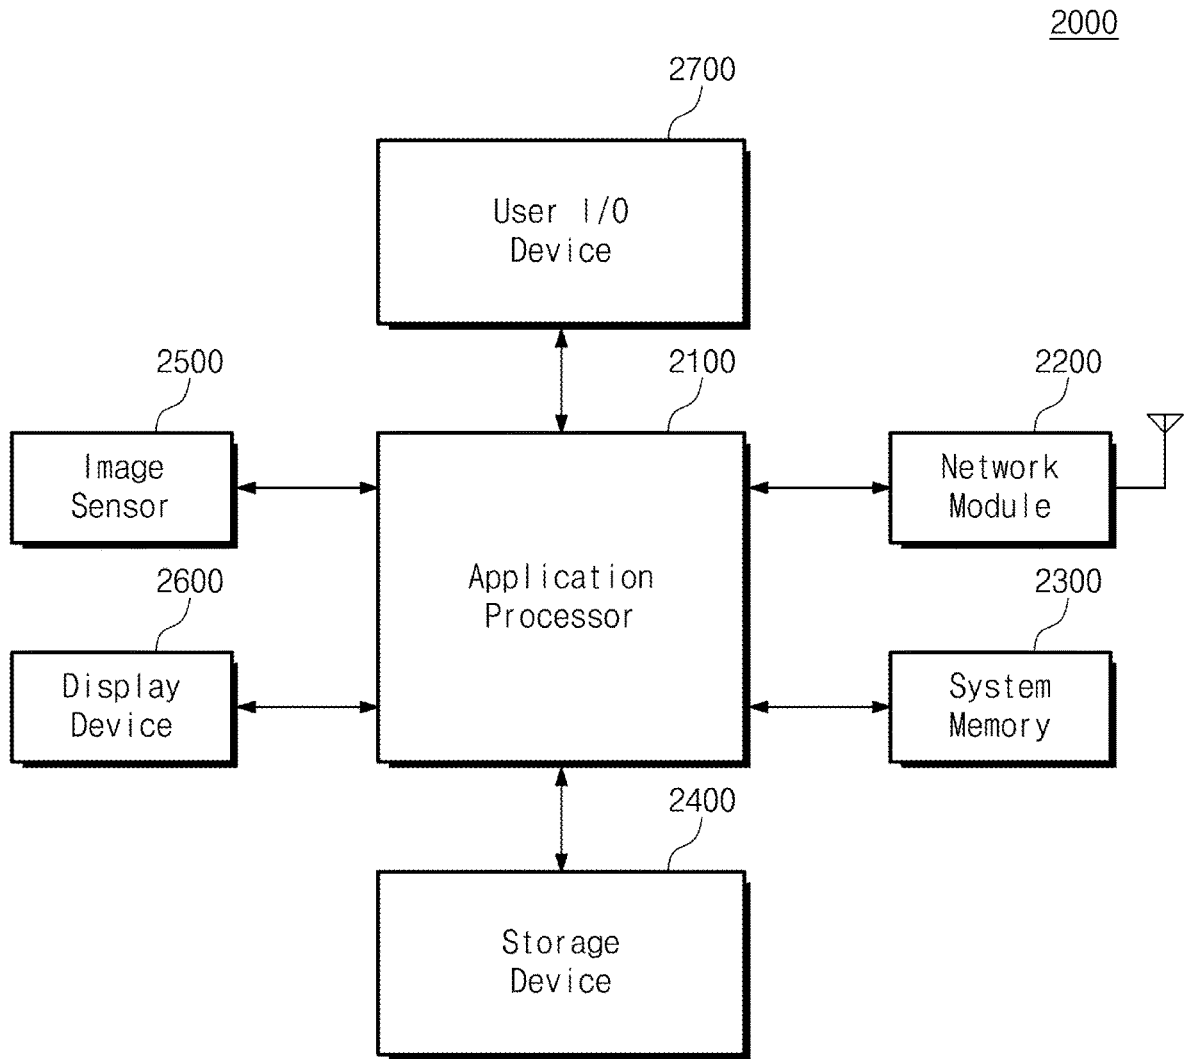 2000
2700
User I/O
Device
2500
2100
2200
Image
Sensor
Network
Module
Application
Processor
2600
2300
Display
Device
System
Memory
2400
Storage
Device